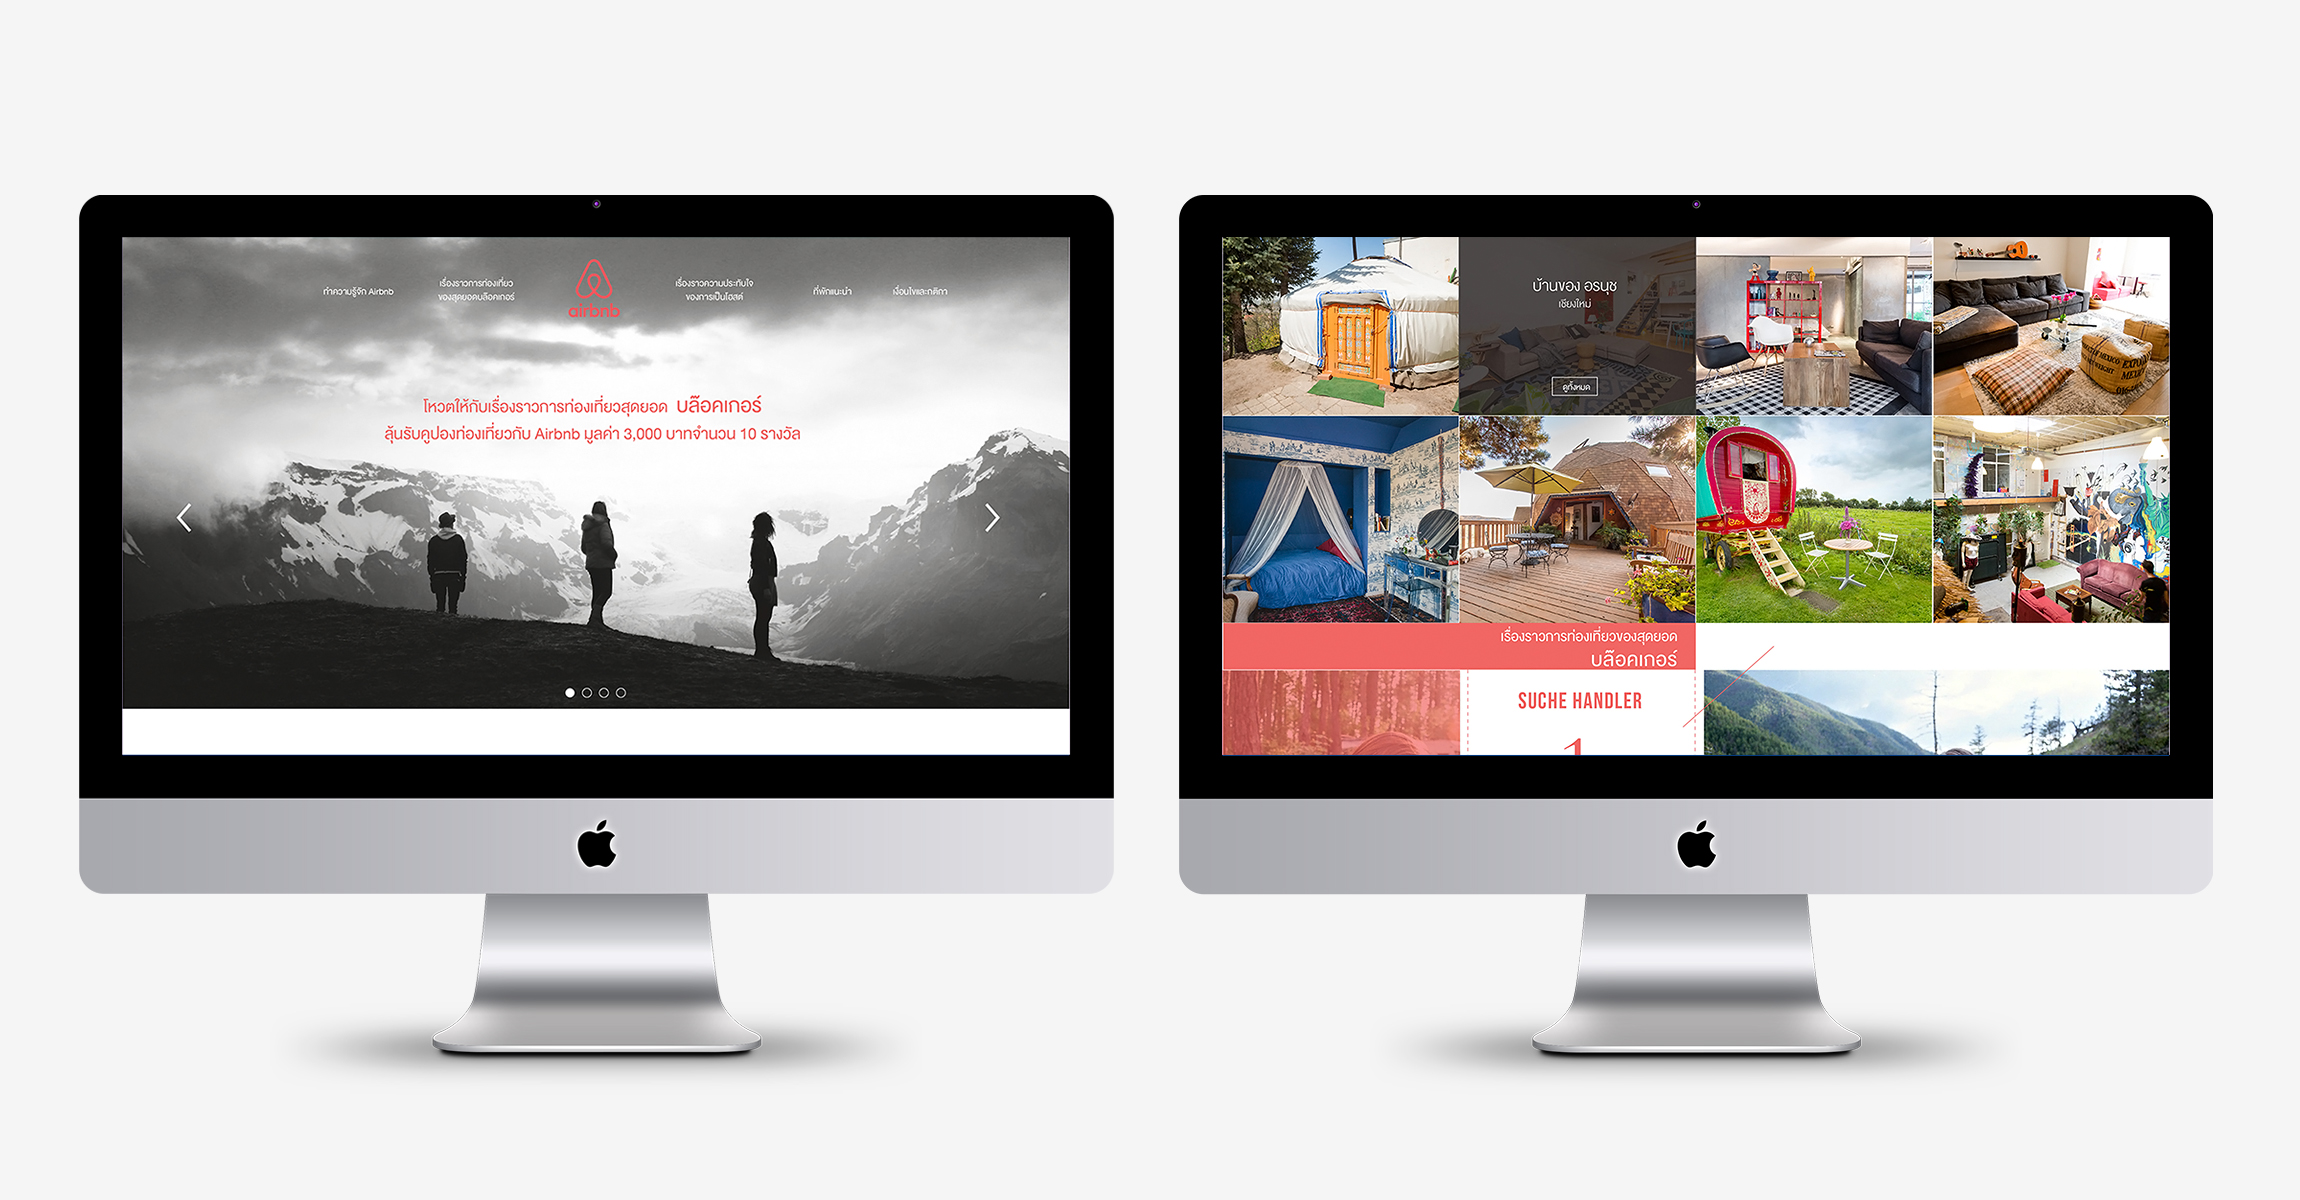 ทำความรู้จัก Airbnb
เรื่องราวการท่องเที่ยว
ของสุดยอดบล๊อคเกอร์
airbnb
เรื่องราวความประทับใจ
ของการเป็นโฮสต์
ที่พักแนะนำ
เงื่อนไขและกติกา
โหวตให้กับเรื่องราวการท่องเที่ยวสุดยอด บล๊อคเกอร์
ลุ้นรับคูปองท่องเที่ยวกับ Airbnb มูลค่า 3,000 บาทจำนวน 10 รางวัล
บ้านของ อรนุช
เชียงใหม่
ดูทั้งหมด
เรื่องราวการท่องเที่ยวของสุดยอด
บล๊อคเกอร์
SUCHE HANDLER
1